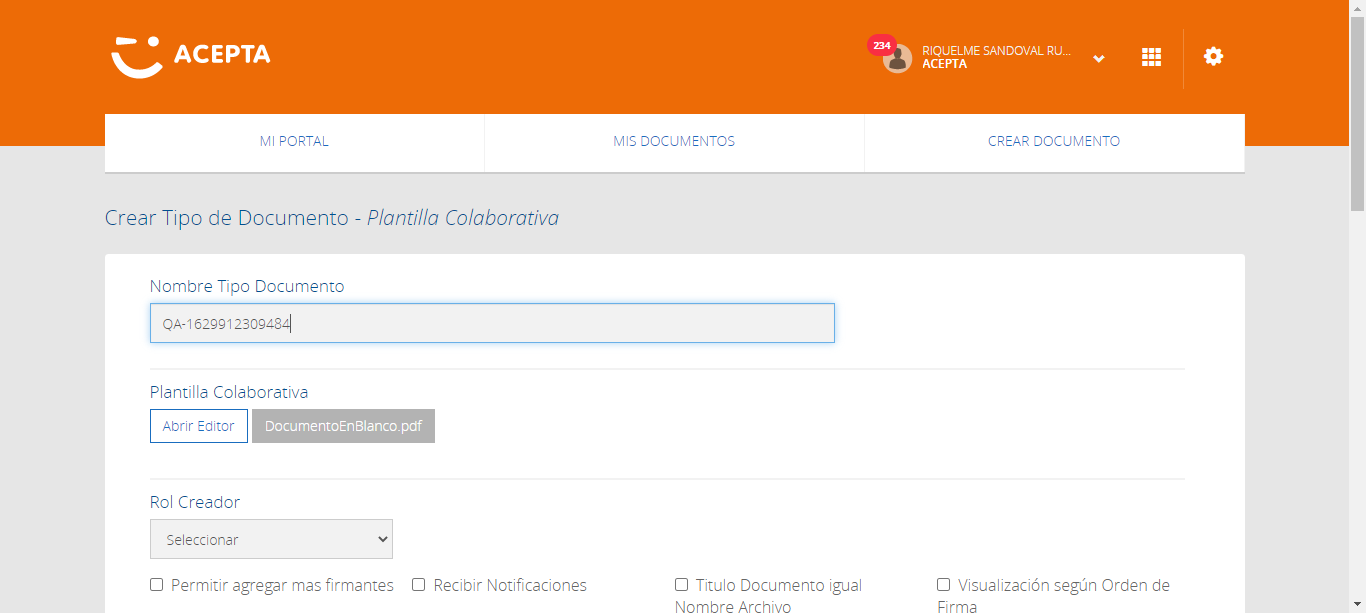 ACEPTA
234
RIQUELME SANDOVAL RU...
ACEPTA
MI PORTAL
MIS DOCUMENTOS
CREAR DOCUMENTO
Crear Tipo de Documento - Plantilla Colaborativa
Nombre Tipo Documento
QA-1629912309484
Plantilla Colaborativa
Abrir Editor
DocumentoEnBlanco.pdf
Rol Creador
Seleccionar
Permitir agregar mas firmantes
Recibir Notificaciones
Titulo Documento igual
Nombre Archivo
Visualización según Orden de
Firma